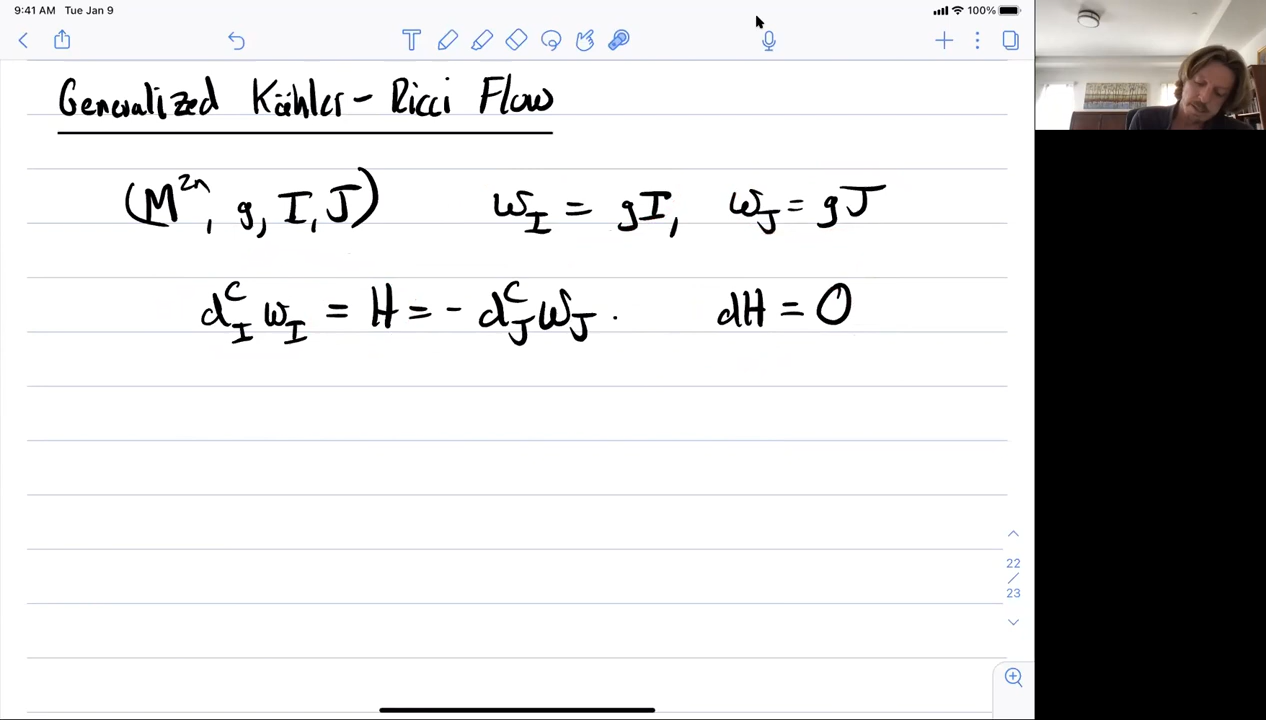 9:41 AM Tue Jan 9
100%
Generalized Kähler-Ricci Flow
(M²ⁿ, g, I, J) ω_I = gI, ω_J = gJ
d^c_I ω_I = H = - d^c_J ω_J . dH = 0
22
/
23